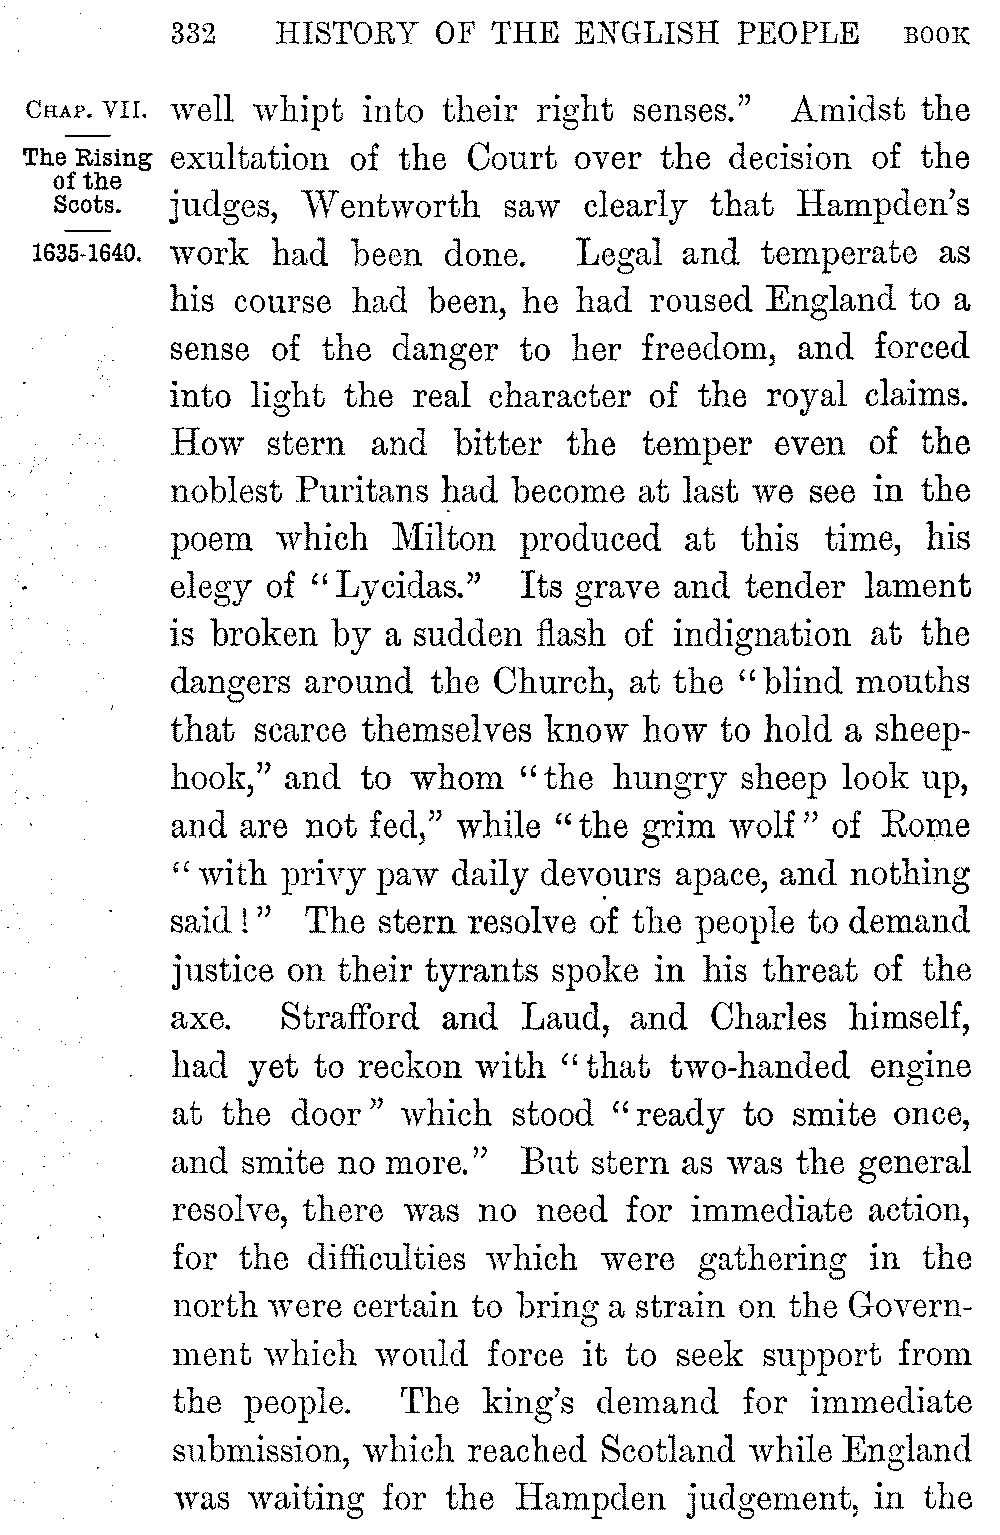 332 HISTORY OF THE ENGLISH PEOPLE BOOK
CHAP. VII.
The Rising
of the
Scots.
1635-1640.
well whipt into their right senses.” Amidst the
exultation of the Court over the decision of the
judges, Wentworth saw clearly that Hampden’s
work had been done. Legal and temperate as
his course had been, he had roused England to a
sense of the danger to her freedom, and forced
into light the real character of the royal claims.
How stern and bitter the temper even of the
noblest Puritans had become at last we see in the
poem which Milton produced at this time, his
elegy of “Lycidas.” Its grave and tender lament
is broken by a sudden flash of indignation at the
dangers around the Church, at the “blind mouths
that scarce themselves know how to hold a sheep-
hook,” and to whom “the hungry sheep look up,
and are not fed,” while “the grim wolf” of Rome
“with privy paw daily devours apace, and nothing
said!” The stern resolve of the people to demand
justice on their tyrants spoke in his threat of the
axe. Strafford and Laud, and Charles himself,
had yet to reckon with “that two-handed engine
at the door” which stood “ready to smite once,
and smite no more.” But stern as was the general
resolve, there was no need for immediate action,
for the difficulties which were gathering in the
north were certain to bring a strain on the Govern-
ment which would force it to seek support from
the people. The king’s demand for immediate
submission, which reached Scotland while England
was waiting for the Hampden judgement, in the